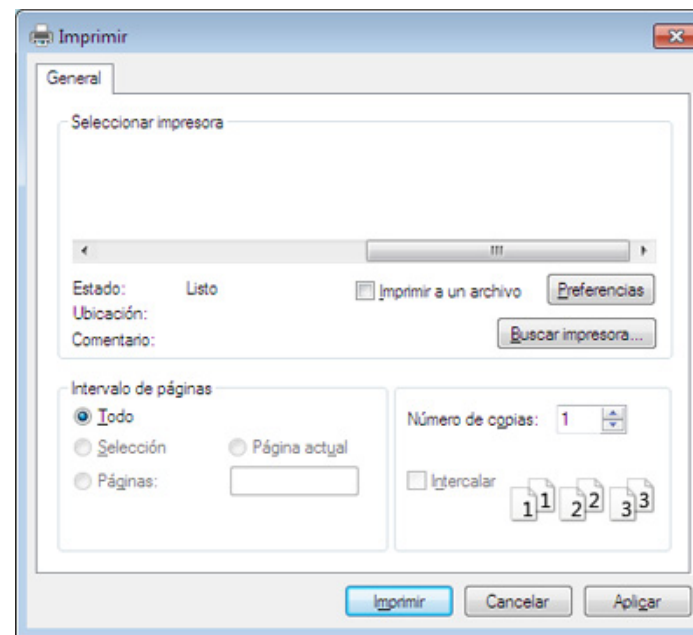 Imprimir
General
Seleccionar impresora
Estado: Listo
Imprimir a un archivo
Preferencias
Ubicación:
Comentario:
Buscar impresora...
Intervalo de páginas
Todo
Selección
Página actual
Páginas:
Número de copias: 1
Intercalar
1 1 2 2 3 3
Imprimir
Cancelar
Aplicar